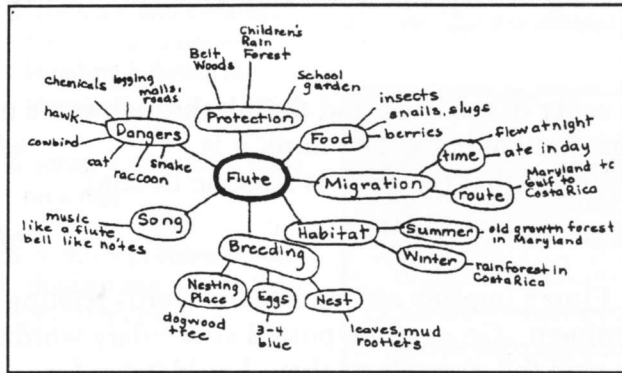 Children's
Rain
Forest
Belt
Woods
School
garden
Protection
chemicals
logging
malls,
roads
hawk
cowbird
cat
raccoon
snake
Dangers
insects
snails, slugs
berries
Food
Flute
Migration
time
flew at night
ate in day
route
Maryland to
Gulf to
Costa Rica
Song
music
like a flute
bell like notes
Habitat
Summer
old growth forest
in Maryland
Winter
rainforest in
Costa Rica
Breeding
Nesting
Place
dogwood
tree
Eggs
3-4
blue
Nest
leaves, mud
rootlets